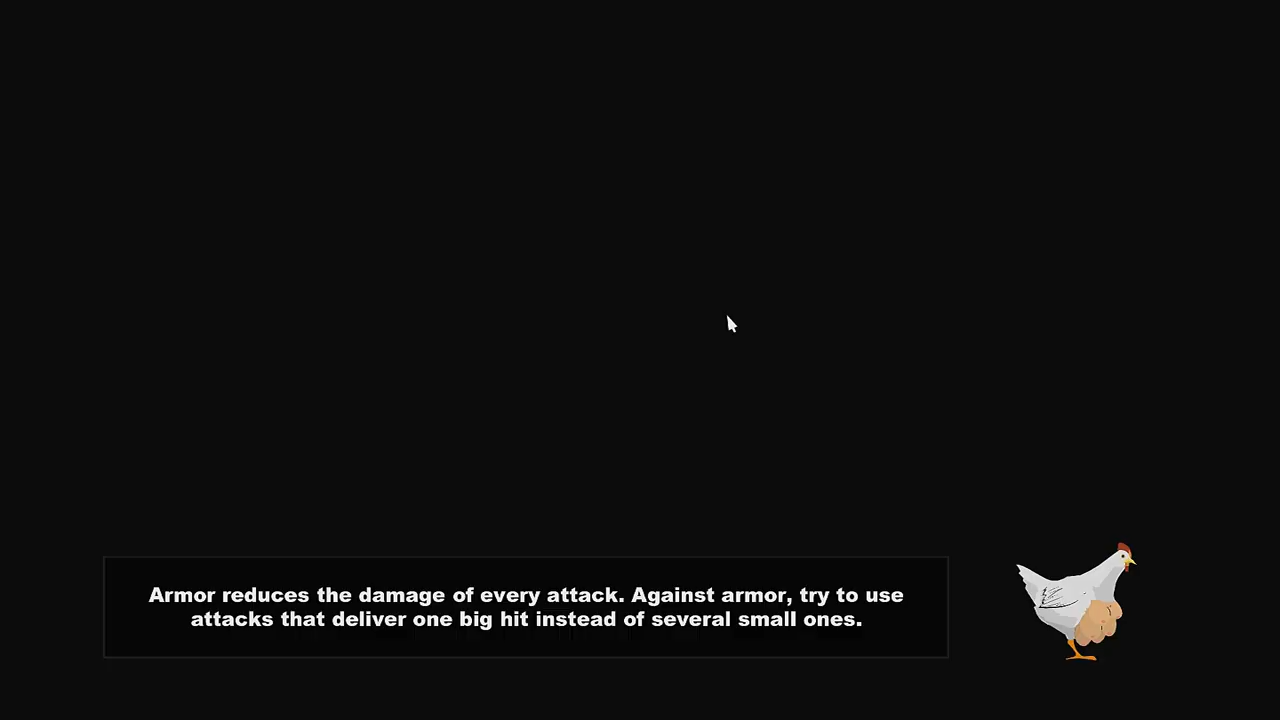 Armor reduces the damage of every attack. Against armor, try to use
attacks that deliver one big hit instead of several small ones.